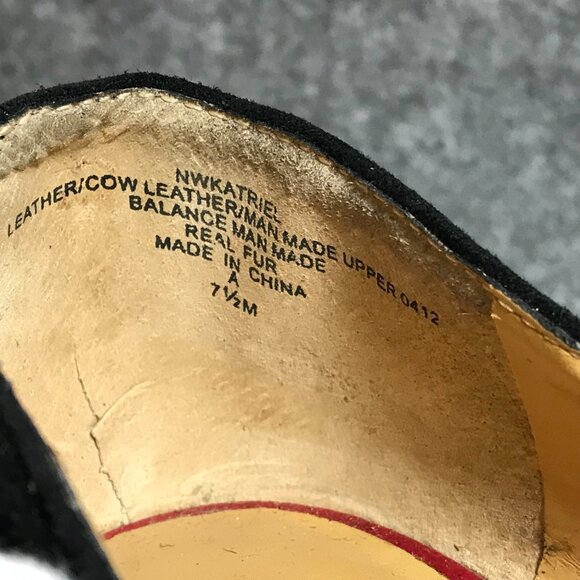 NWKATRIEL
LEATHER/COW LEATHER/MAN MADE UPPER 0412
BALANCE MAN MADE
REAL FUR
MADE IN CHINA
A
7½M